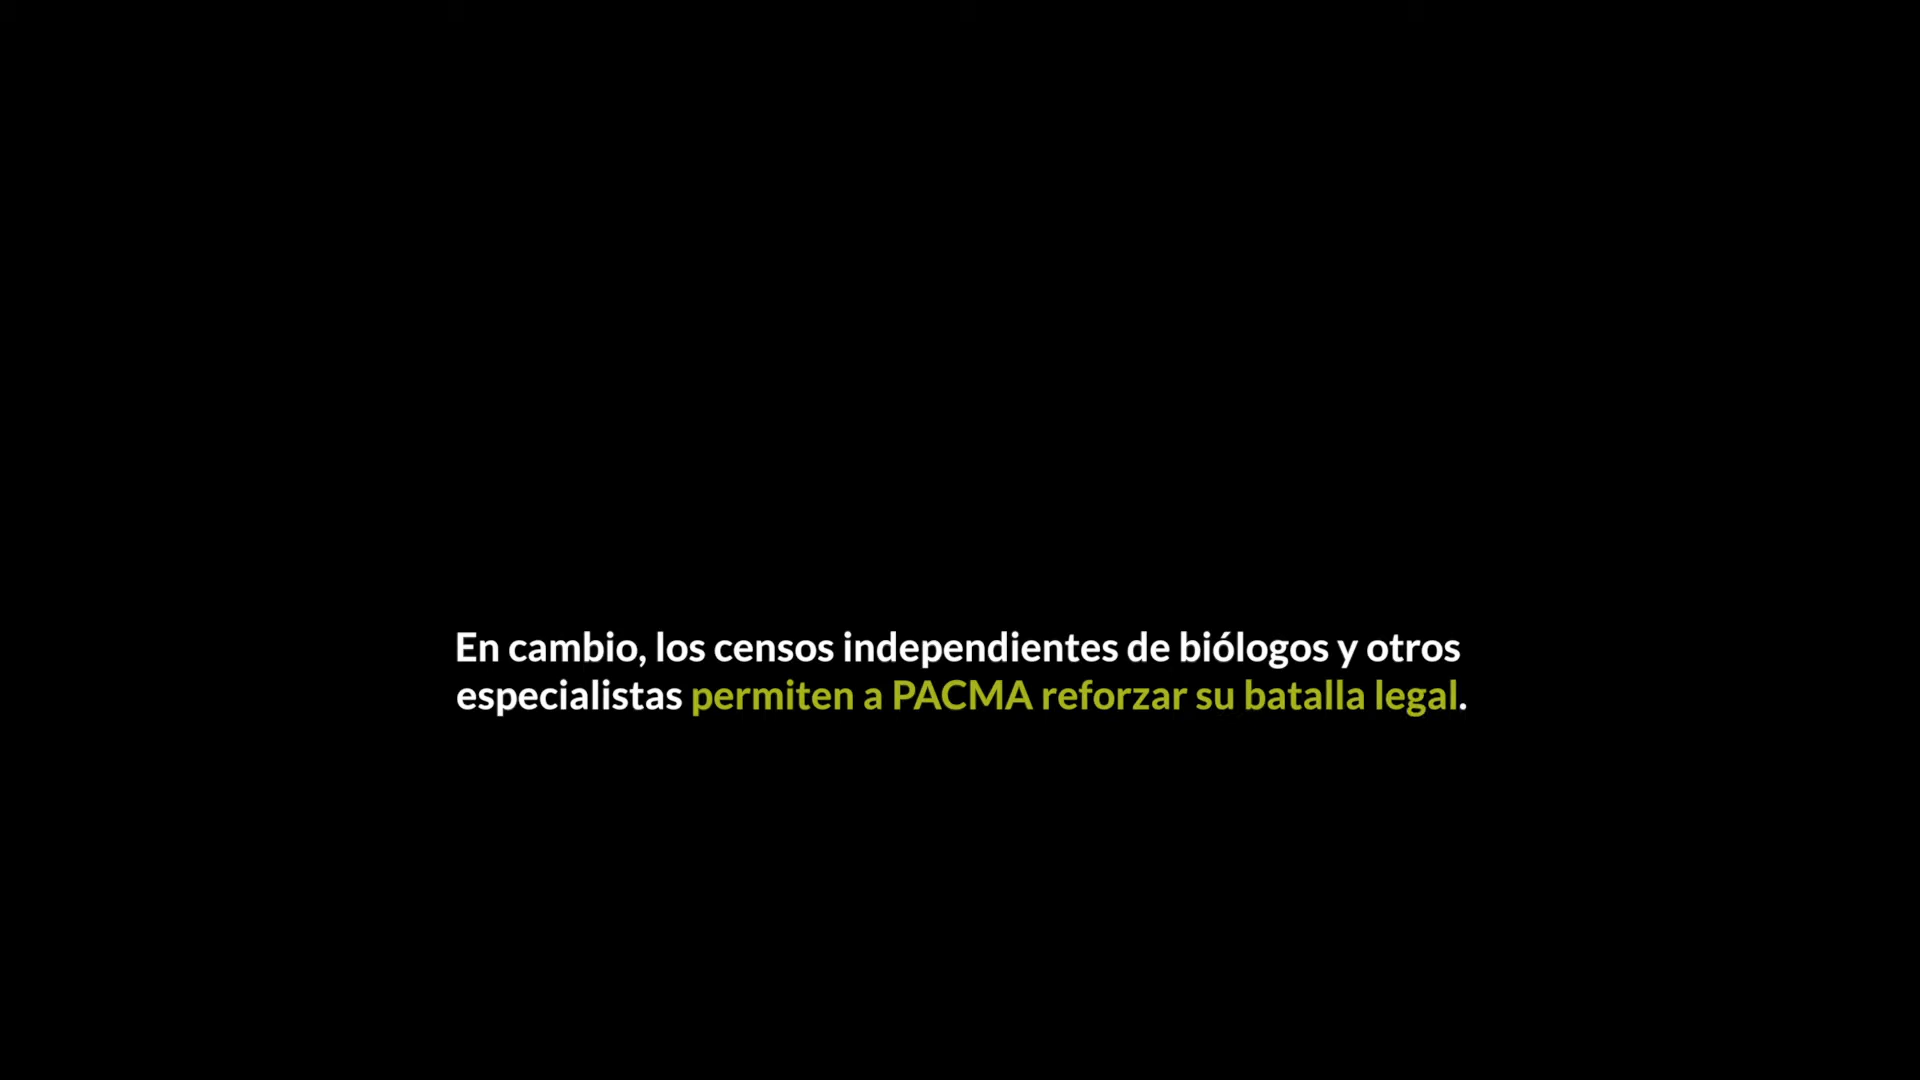 En cambio, los censos independientes de biólogos y otros
especialistas permiten a PACMA reforzar su batalla legal.